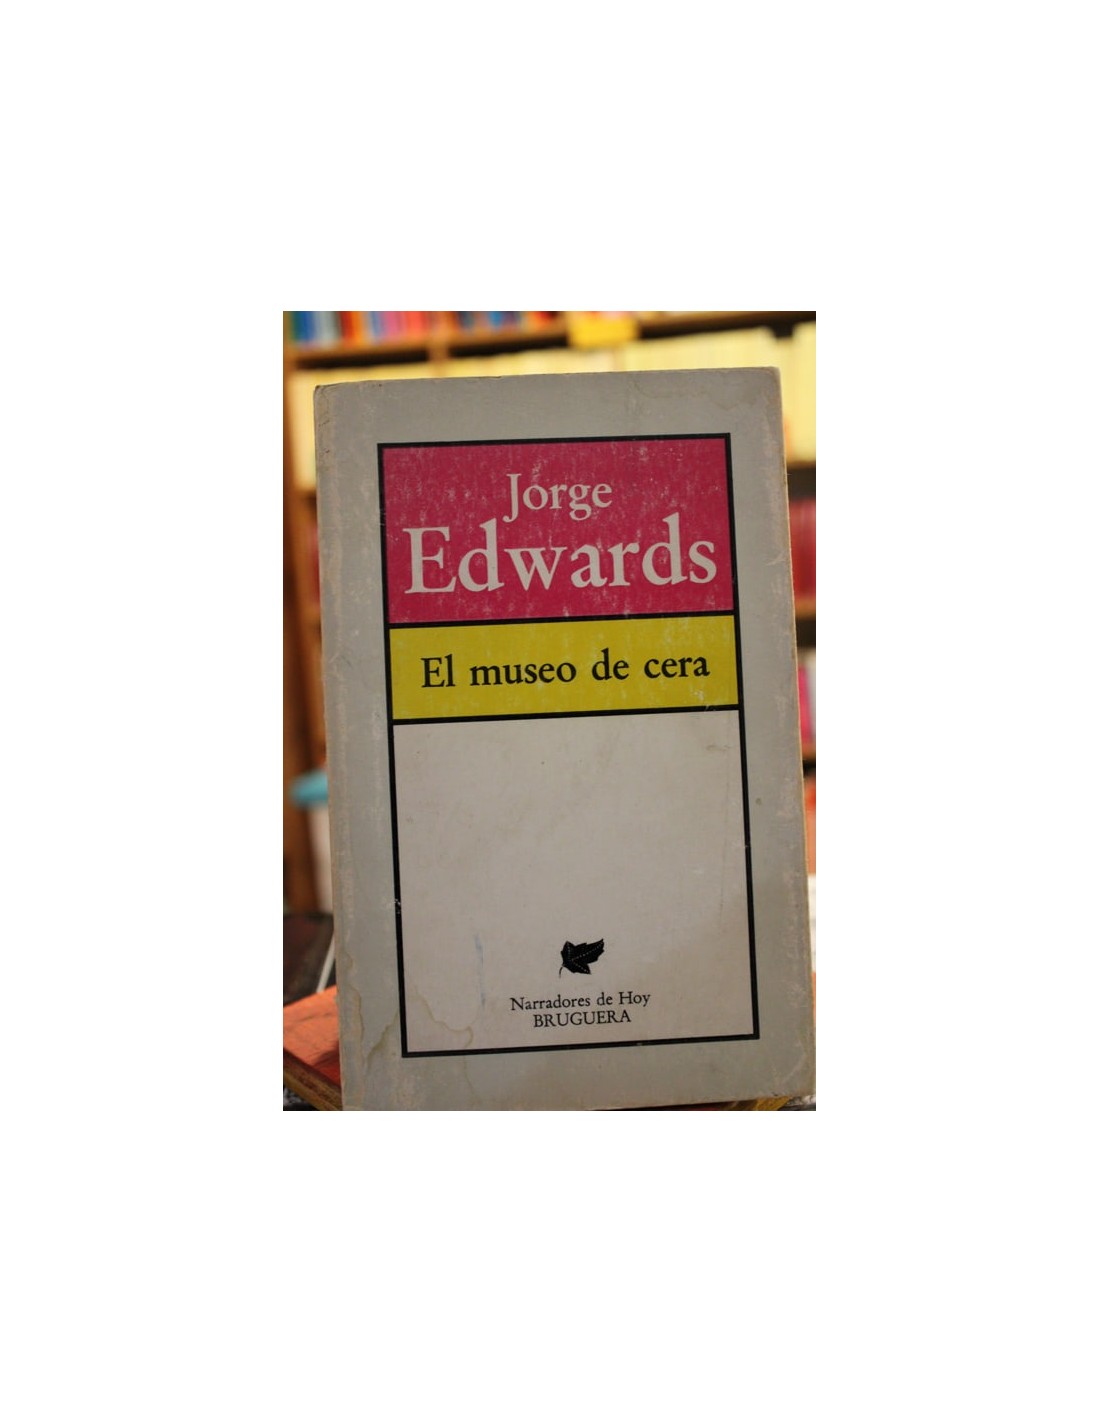 Jorge
Edwards
El museo de cera
Narradores de Hoy
BRUGUERA